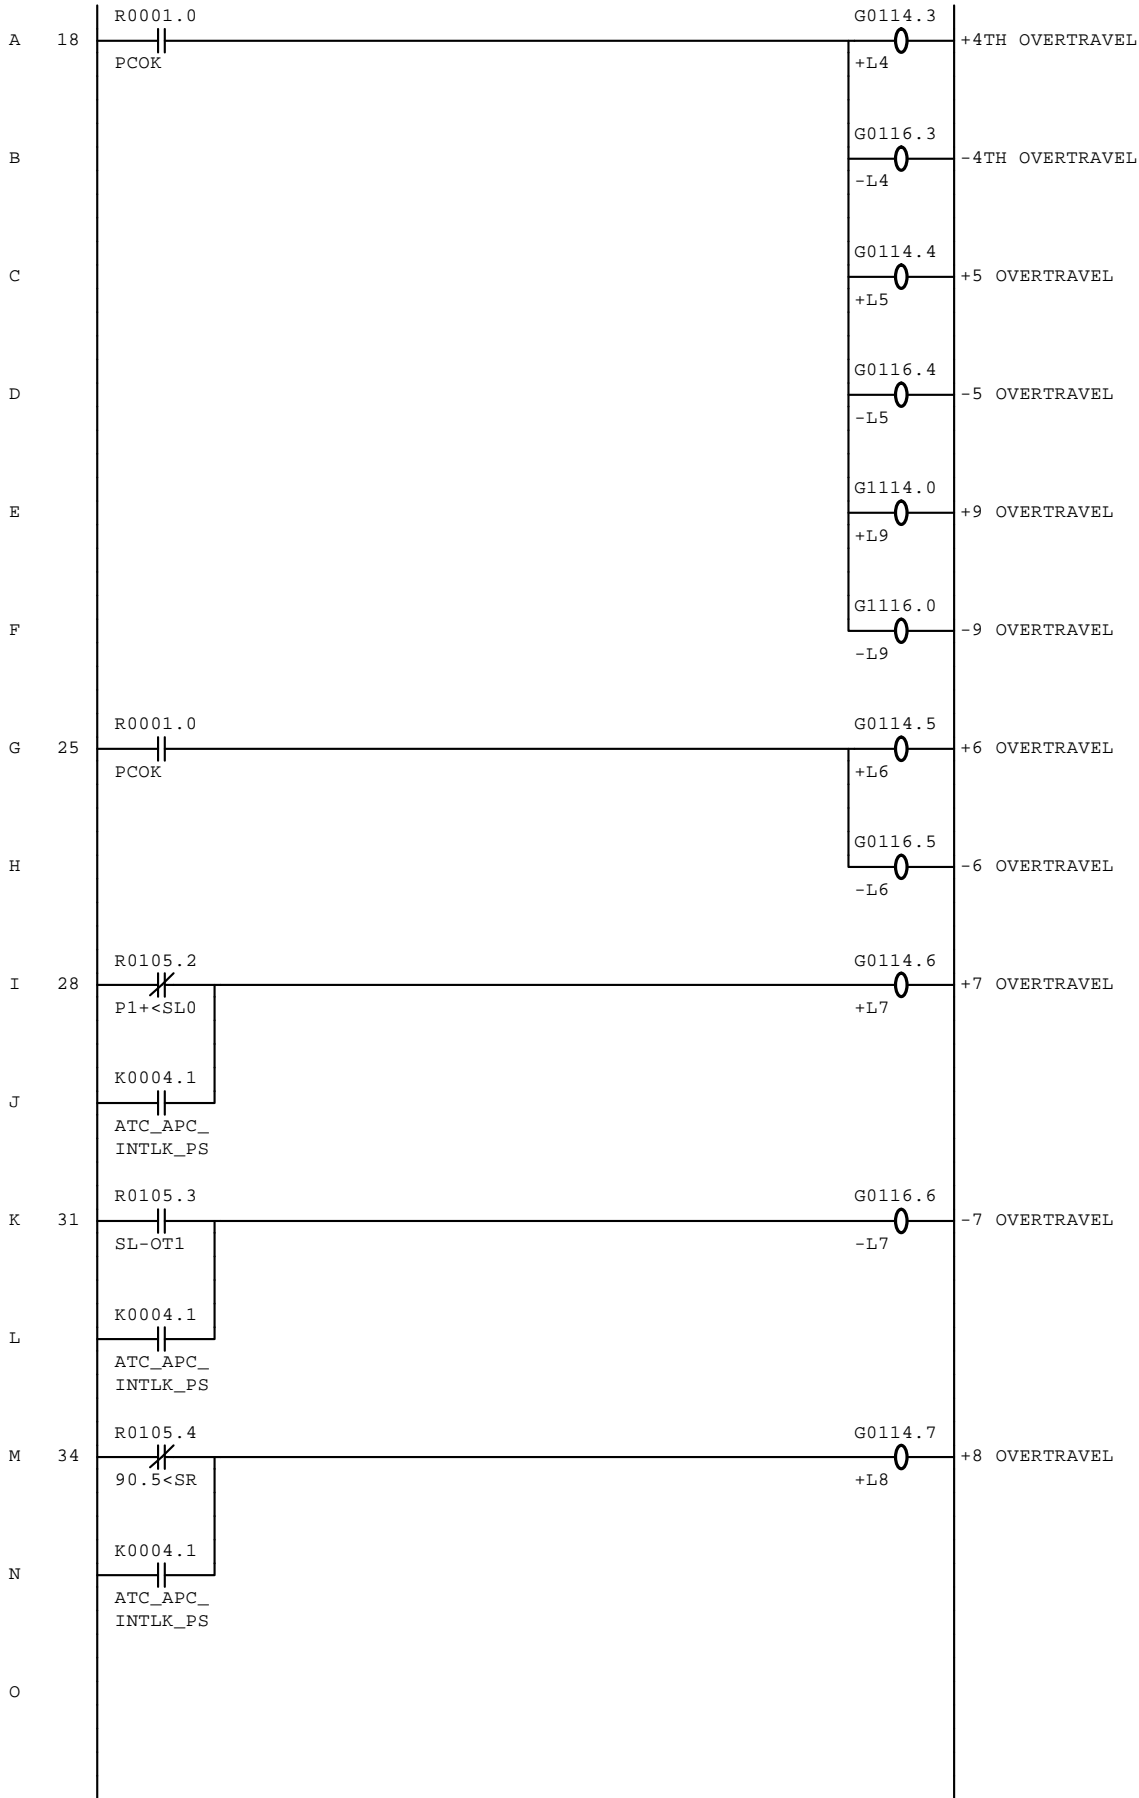 R0001.0 G0114.3
A 18 +4TH OVERTRAVEL
PCOK +L4
G0116.3
B -4TH OVERTRAVEL
-L4
G0114.4
C +5 OVERTRAVEL
+L5
G0116.4
D -5 OVERTRAVEL
-L5
G1114.0
E +9 OVERTRAVEL
+L9
G1116.0
F -9 OVERTRAVEL
-L9
R0001.0 G0114.5
G 25 +6 OVERTRAVEL
PCOK +L6
G0116.5
H -6 OVERTRAVEL
-L6
R0105.2 G0114.6
I 28 +7 OVERTRAVEL
P1+<SL0 +L7
K0004.1
J
ATC_APC_
INTLK_PS
R0105.3 G0116.6
K 31 -7 OVERTRAVEL
SL-OT1 -L7
K0004.1
L
ATC_APC_
INTLK_PS
R0105.4 G0114.7
M 34 +8 OVERTRAVEL
90.5<SR +L8
K0004.1
N
ATC_APC_
INTLK_PS
O